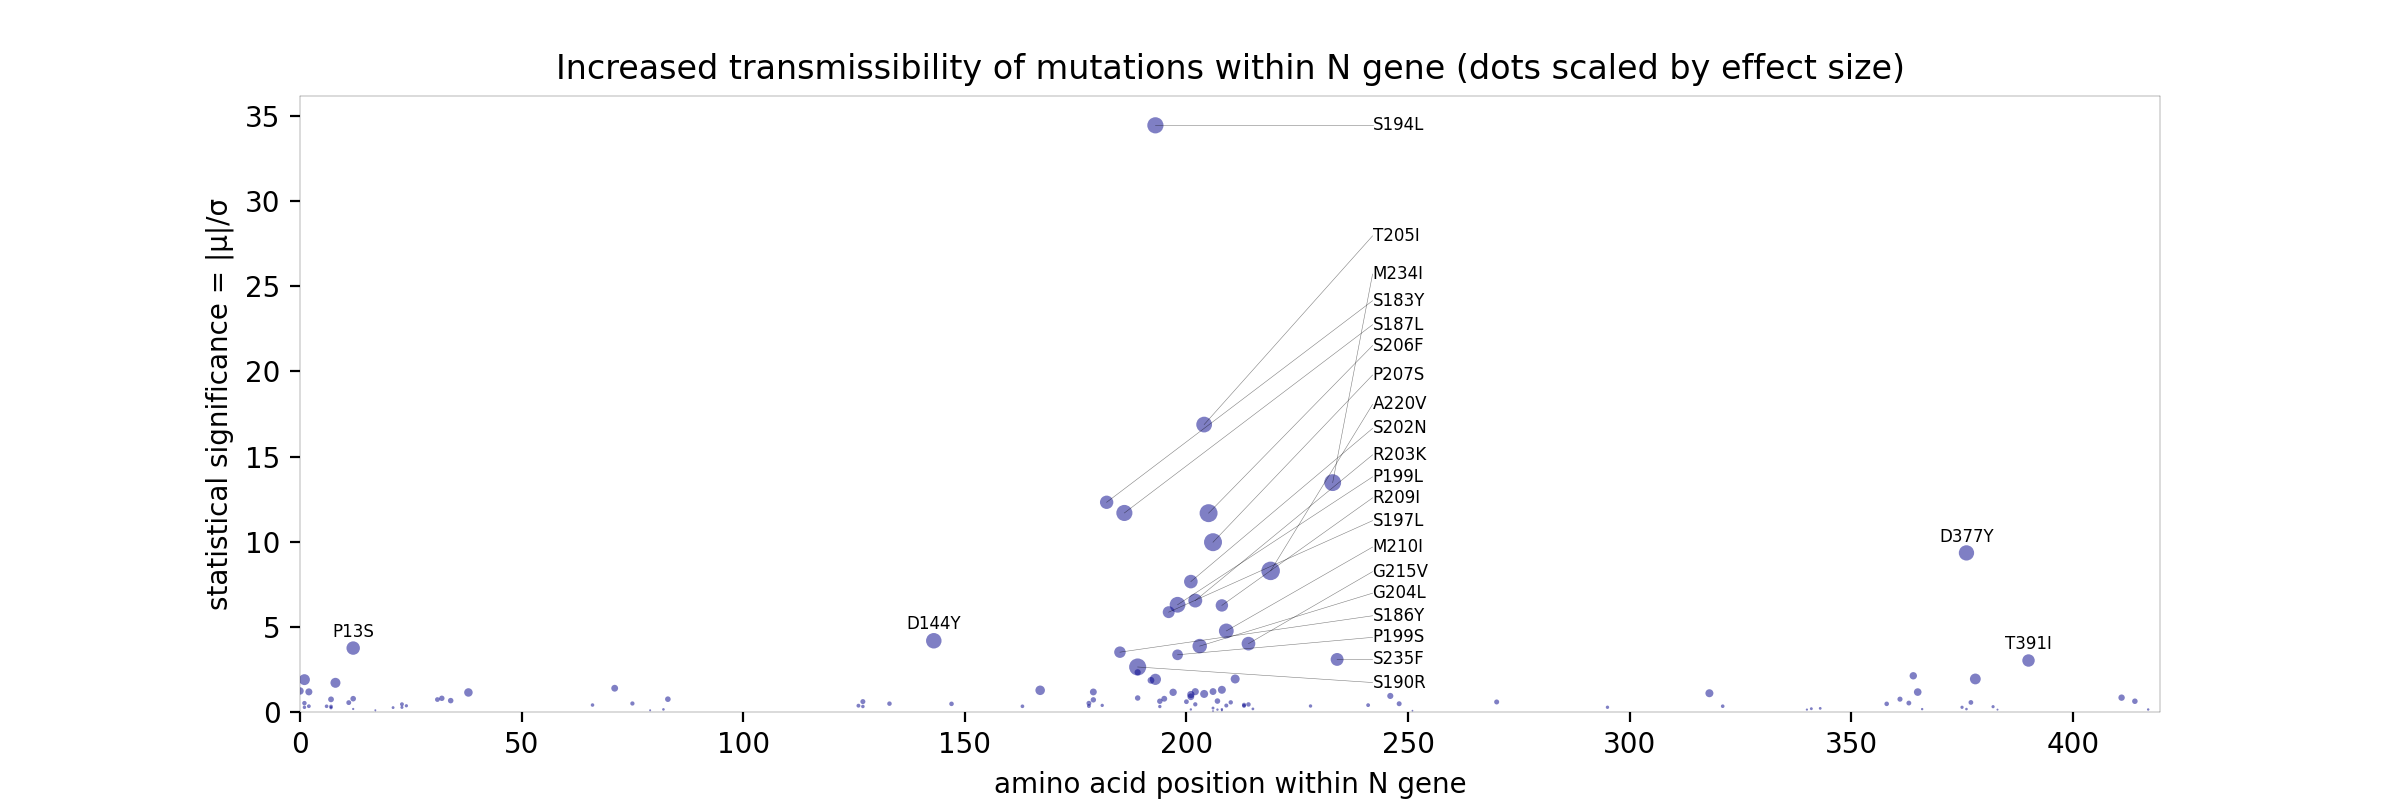 Increased transmissibility of mutations within N gene (dots scaled by effect size)
statistical significance = |μ|/σ
35
30
25
20
15
10
5
0
S194L
T205I
M234I
S183Y
S187L
S206F
P207S
A220V
S202N
R203K
P199L
R209I
S197L
M210I
G215V
G204L
S186Y
P199S
S235F
S190R
P13S
D144Y
D377Y
T391I
0 50 100 150 200 250 300 350 400
amino acid position within N gene